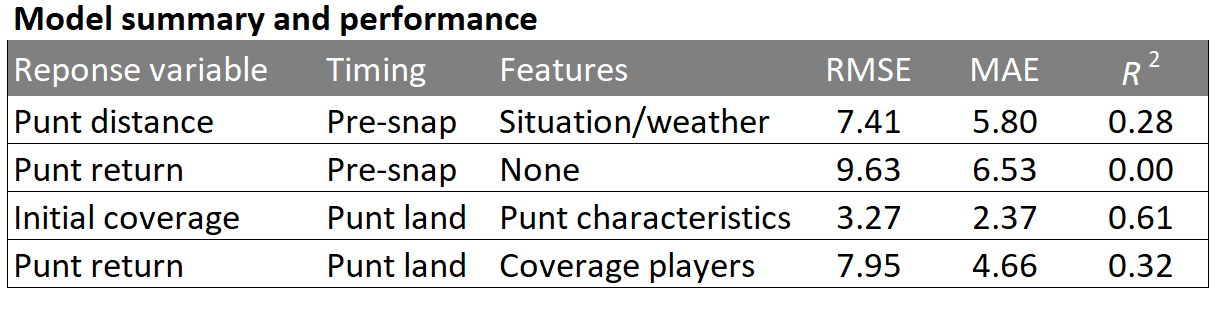 Model summary and performance
Reponse variable Timing Features RMSE MAE R²
Punt distance Pre-snap Situation/weather 7.41 5.80 0.28
Punt return Pre-snap None 9.63 6.53 0.00
Initial coverage Punt land Punt characteristics 3.27 2.37 0.61
Punt return Punt land Coverage players 7.95 4.66 0.32